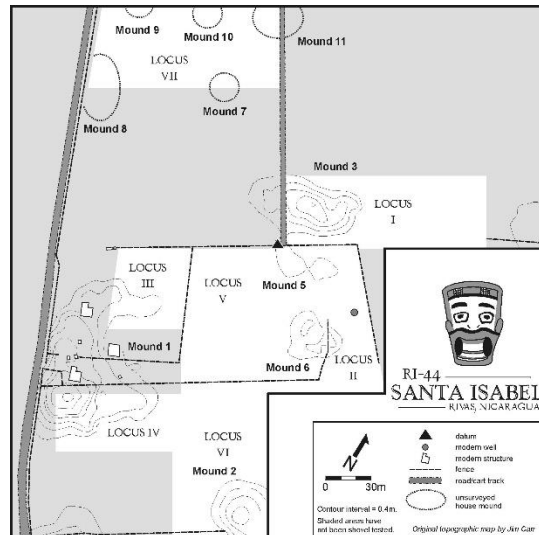 Mound 9
Mound 10
Mound 11
LOCUS
VII
Mound 7
Mound 8
Mound 3
LOCUS
I
LOCUS
III
LOCUS
V
Mound 5
Mound 1
Mound 6
LOCUS
II
LOCUS IV
LOCUS
VI
Mound 2
RI-44
SANTA ISABEL
RIVAS, NICARAGUA
N
0 30m
Contour interval = 0.4m.
Shaded areas have
not been shovel tested.
datum
modern well
modern structure
fence
road/cart track
unsurveyed
house mound
Original topographic map by Jim Carr